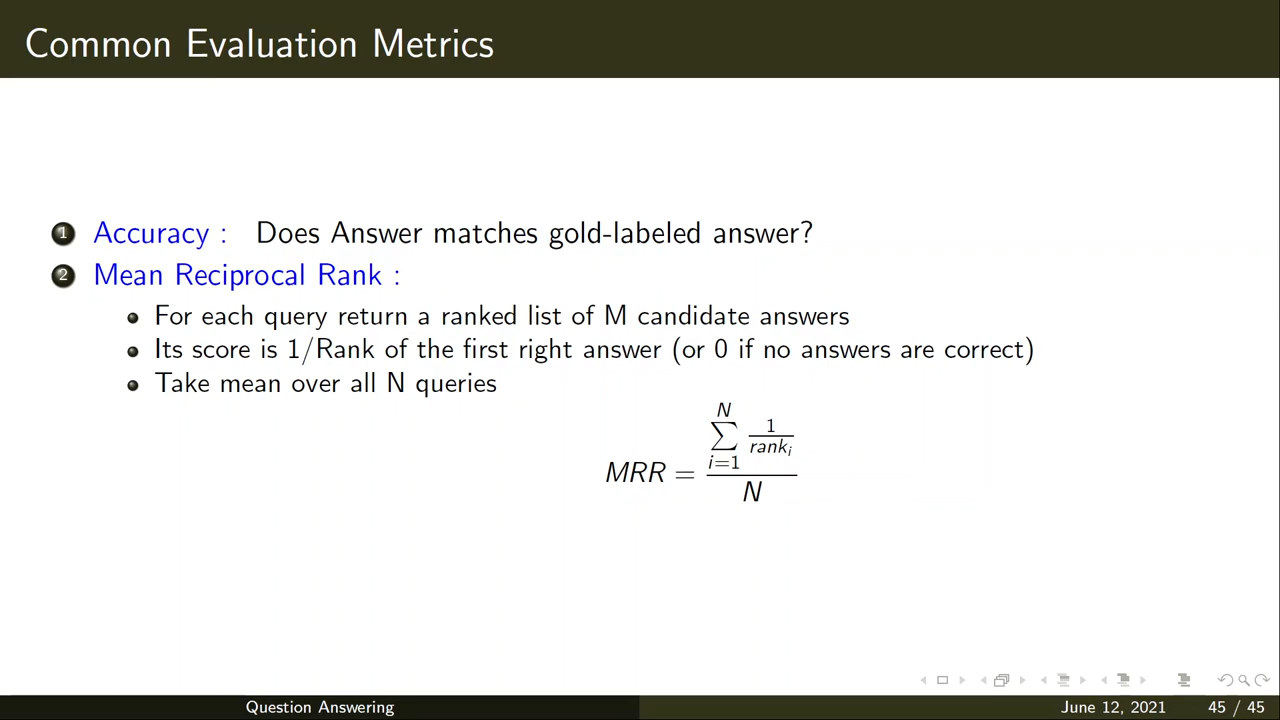 Common Evaluation Metrics
1 Accuracy : Does Answer matches gold-labeled answer?
2 Mean Reciprocal Rank :
For each query return a ranked list of M candidate answers
Its score is 1/Rank of the first right answer (or 0 if no answers are correct)
Take mean over all N queries
MRR = \frac{\sum_{i=1}^{N} \frac{1}{rank_i}}{N}
Question Answering June 12, 2021 45 / 45